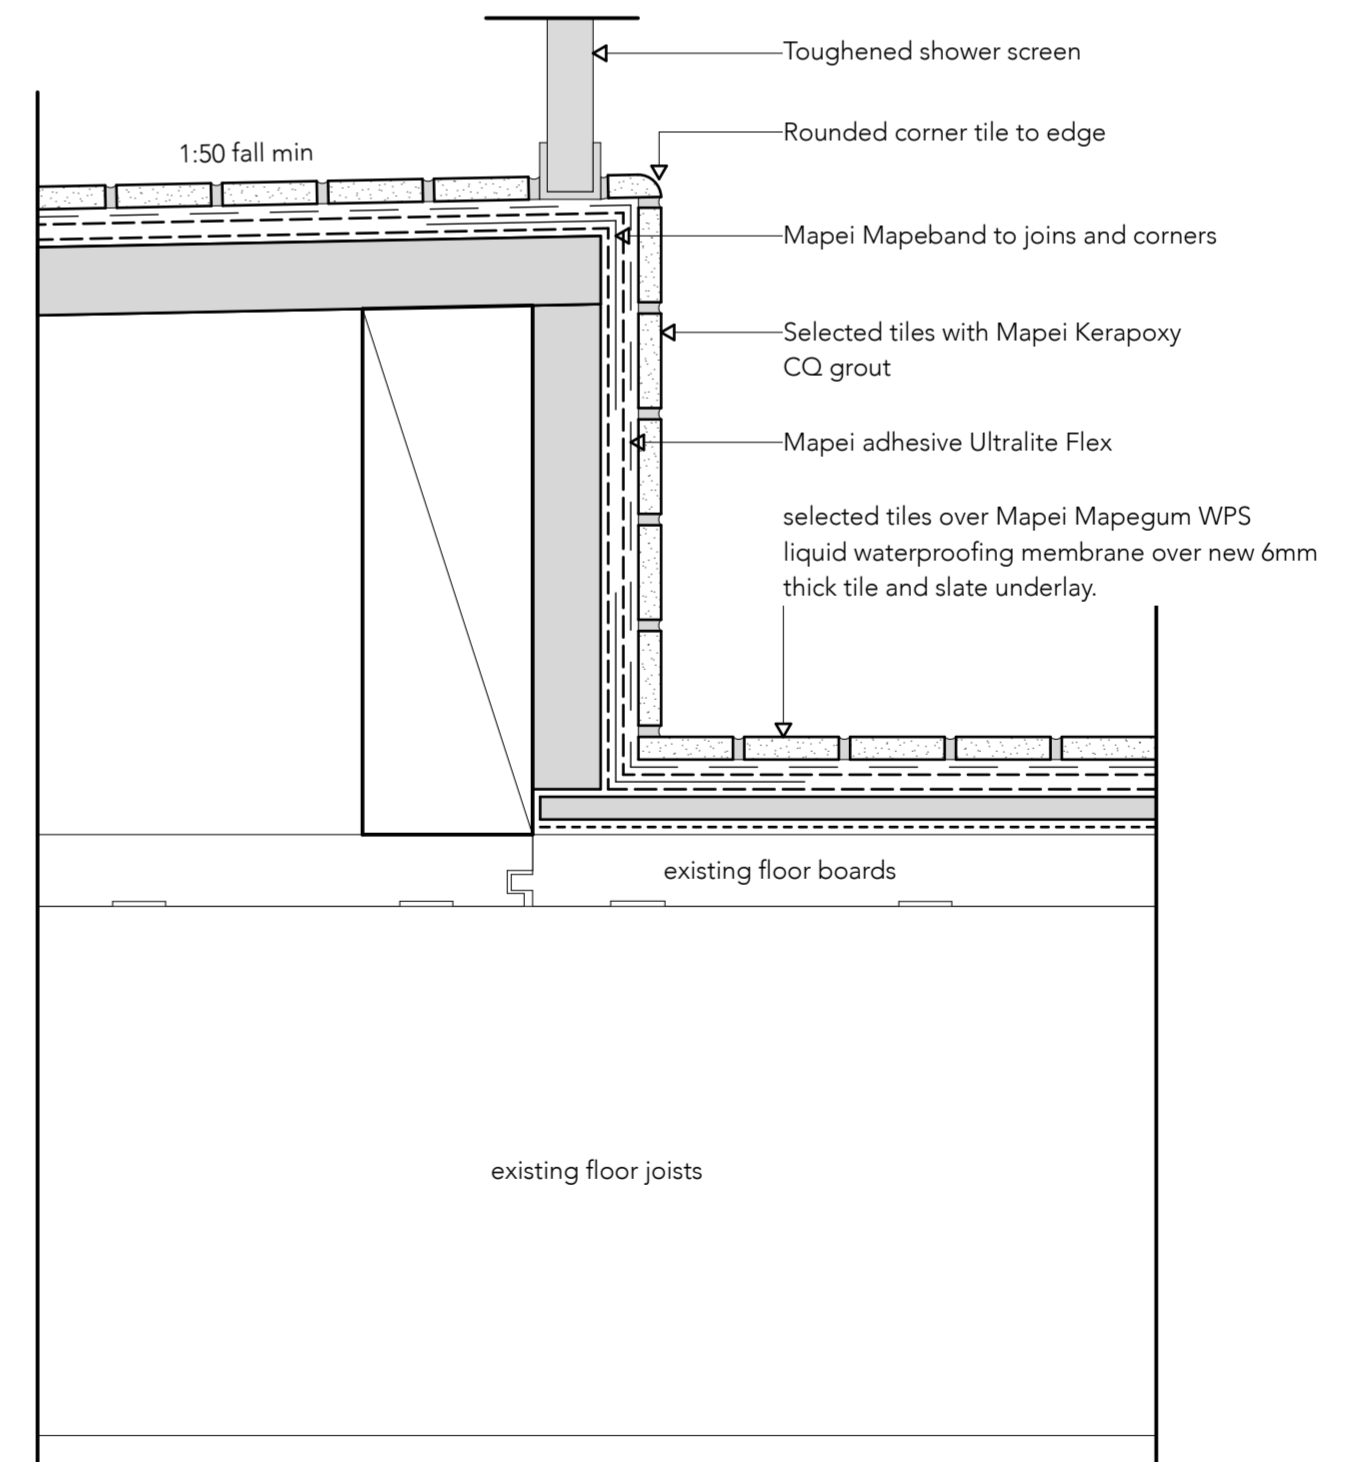 Toughened shower screen
Rounded corner tile to edge
1:50 fall min
Mapei Mapeband to joins and corners
Selected tiles with Mapei Kerapoxy
CQ grout
Mapei adhesive Ultralite Flex
selected tiles over Mapei Mapegum WPS
liquid waterproofing membrane over new 6mm
thick tile and slate underlay.
existing floor boards
existing floor joists